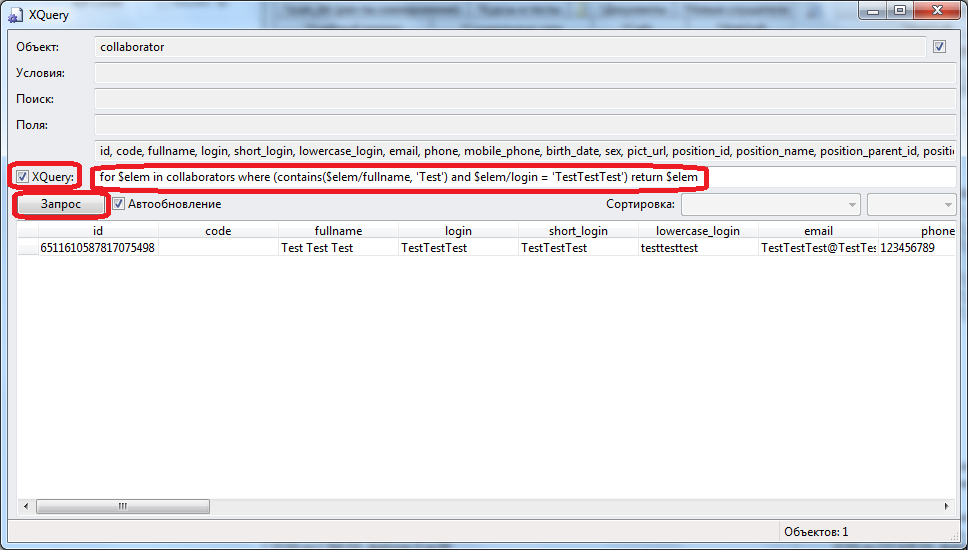 XQuery
Объект: collaborator
Условия:
Поиск:
Поля:
id, code, fullname, login, short_login, lowercase_login, email, phone, mobile_phone, birth_date, sex, pict_url, position_id, position_name, position_parent_id, positi
XQuery: for $elem in collaborators where (contains($elem/fullname, 'Test') and $elem/login = 'TestTestTest') return $elem
Запрос Автообновление Сортировка:
id code fullname login short_login lowercase_login email phone
6511610587817075498 Test Test Test TestTestTest TestTestTest testtesttest TestTestTest@TestTes 123456789
Объектов: 1